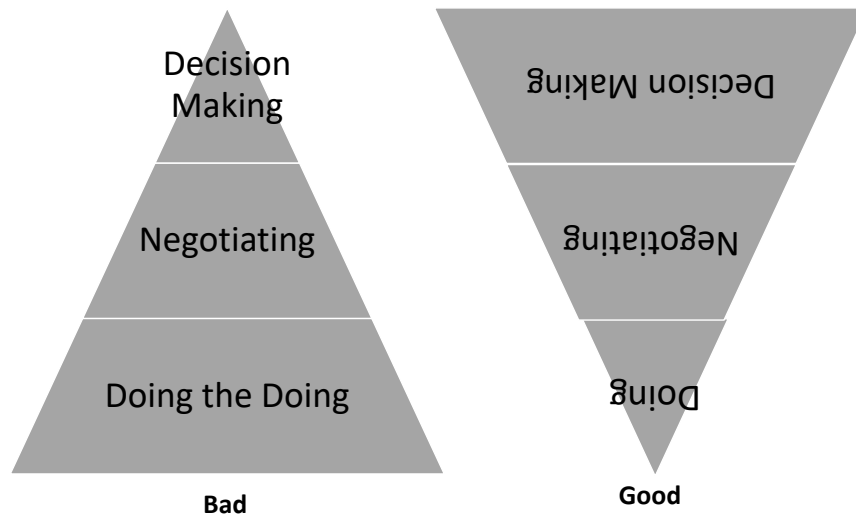 Decision
Making
Negotiating
Doing the Doing
Bad
Decision Making
Negotiating
Doing
Good